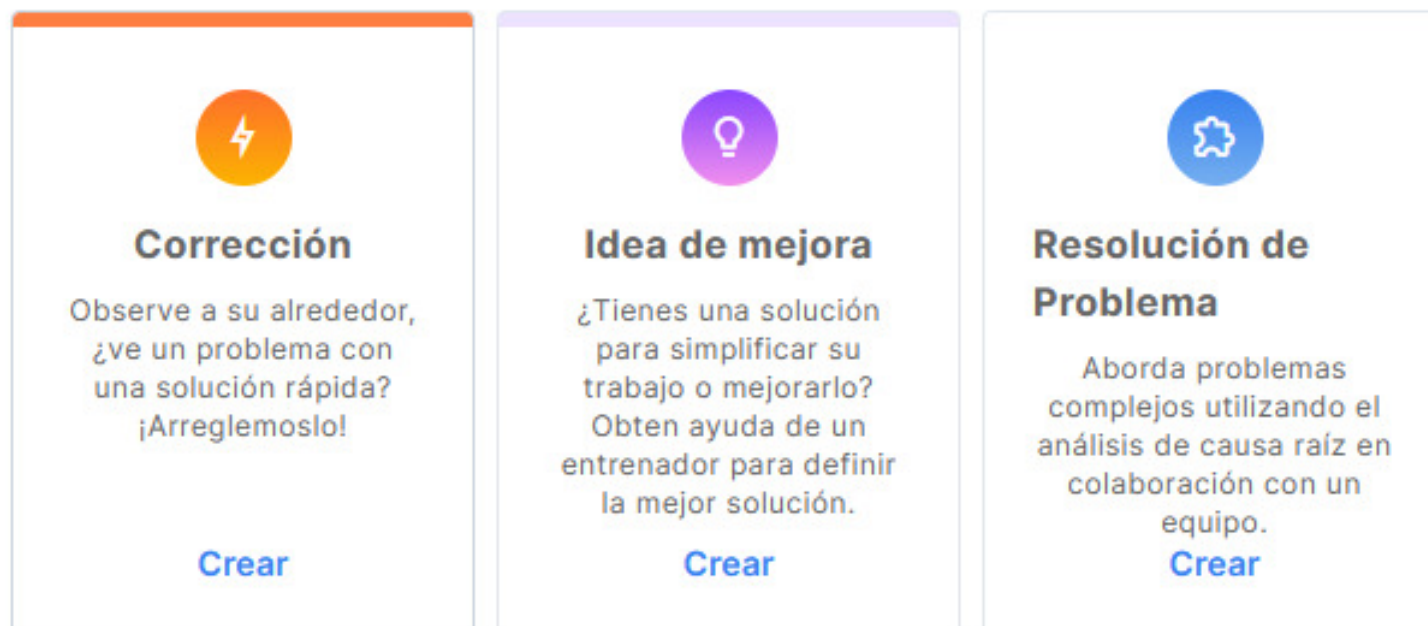 Corrección
Observe a su alrededor,
¿ve un problema con
una solución rápida?
¡Arreglemoslo!
Crear
Idea de mejora
¿Tienes una solución
para simplificar su
trabajo o mejorarlo?
Obten ayuda de un
entrenador para definir
la mejor solución.
Crear
Resolución de
Problema
Aborda problemas
complejos utilizando el
análisis de causa raíz en
colaboración con un
equipo.
Crear